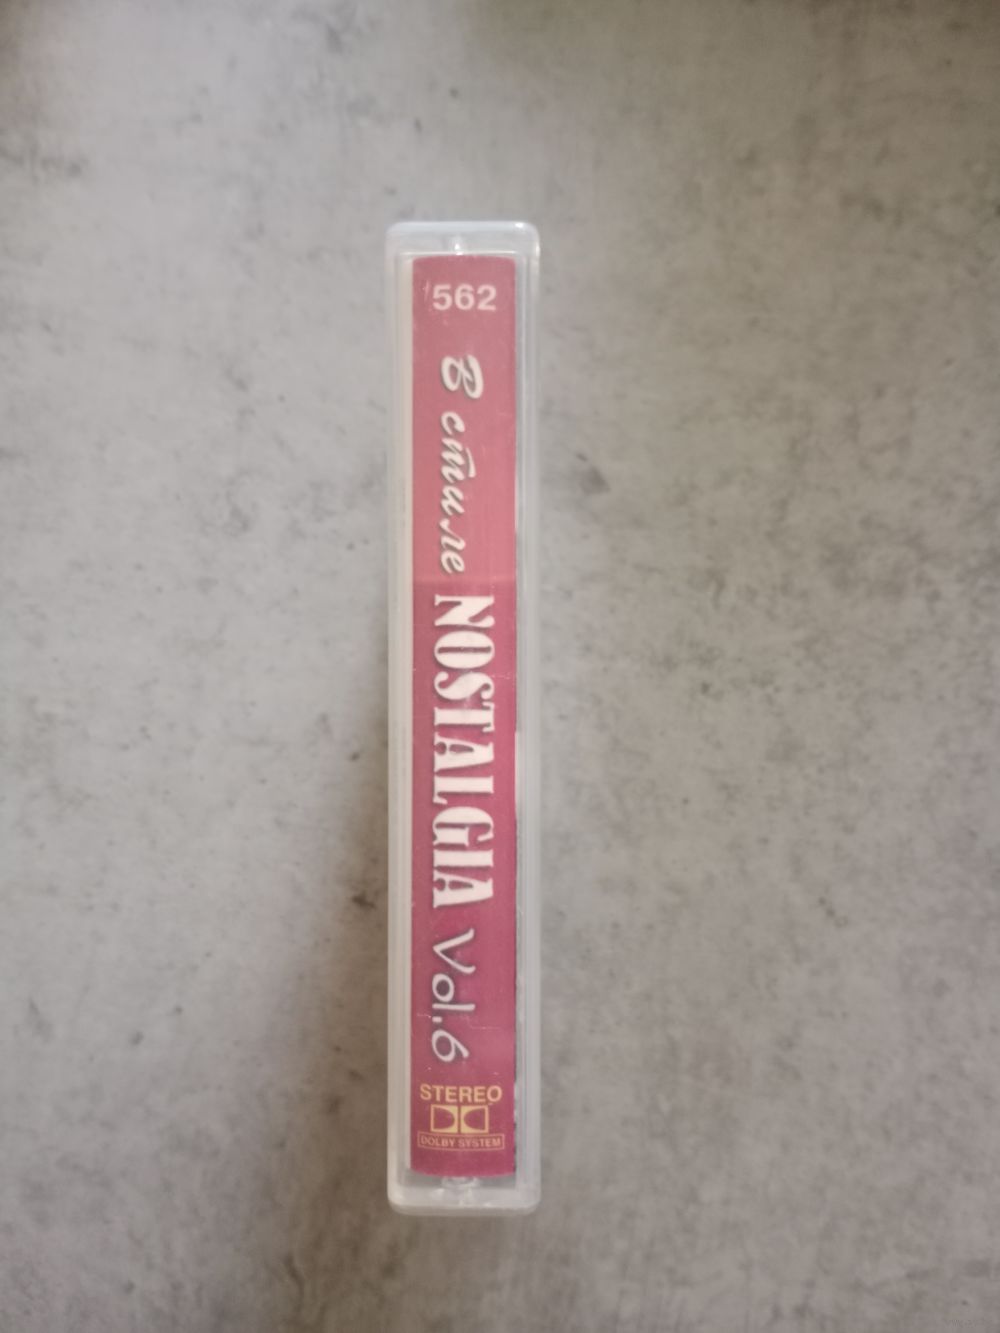 562
В стиле NOSTALGIA Vol.6
STEREO
DOLBY SYSTEM